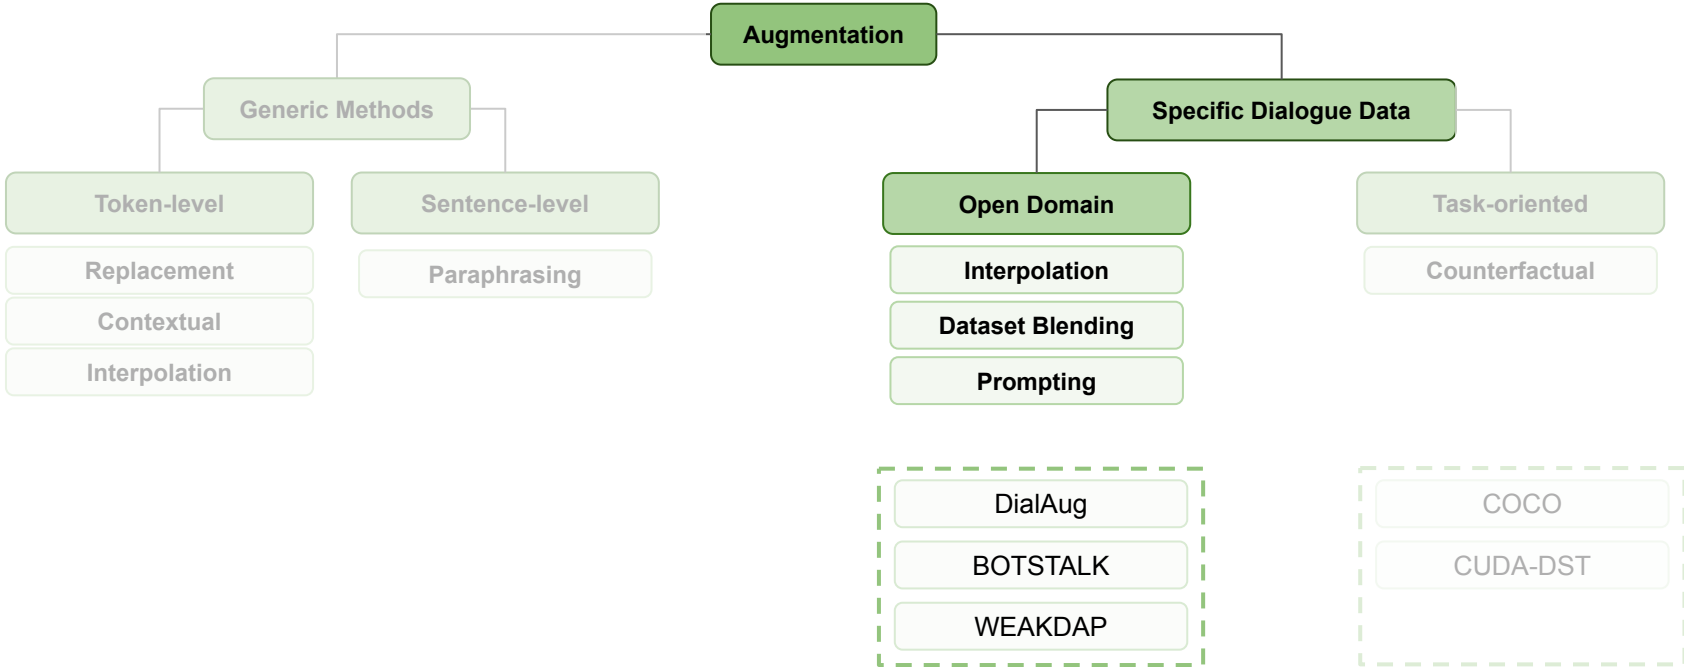 Augmentation
Generic Methods
Specific Dialogue Data
Token-level
Sentence-level
Open Domain
Task-oriented
Replacement
Contextual
Interpolation
Paraphrasing
Interpolation
Dataset Blending
Prompting
Counterfactual
DialAug
BOTSTALK
WEAKDAP
COCO
CUDA-DST